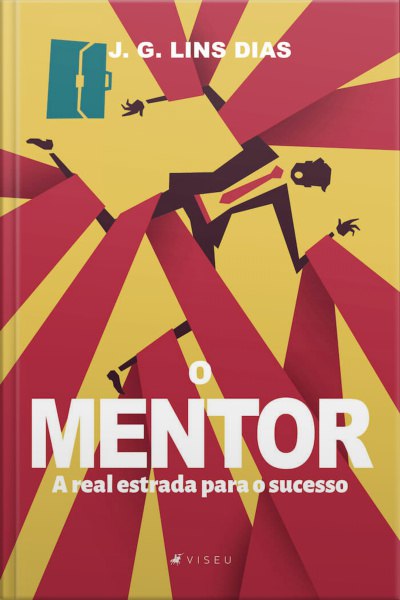 J. G. LINS DIAS
O
MENTOR
A real estrada para o sucesso
VISEU